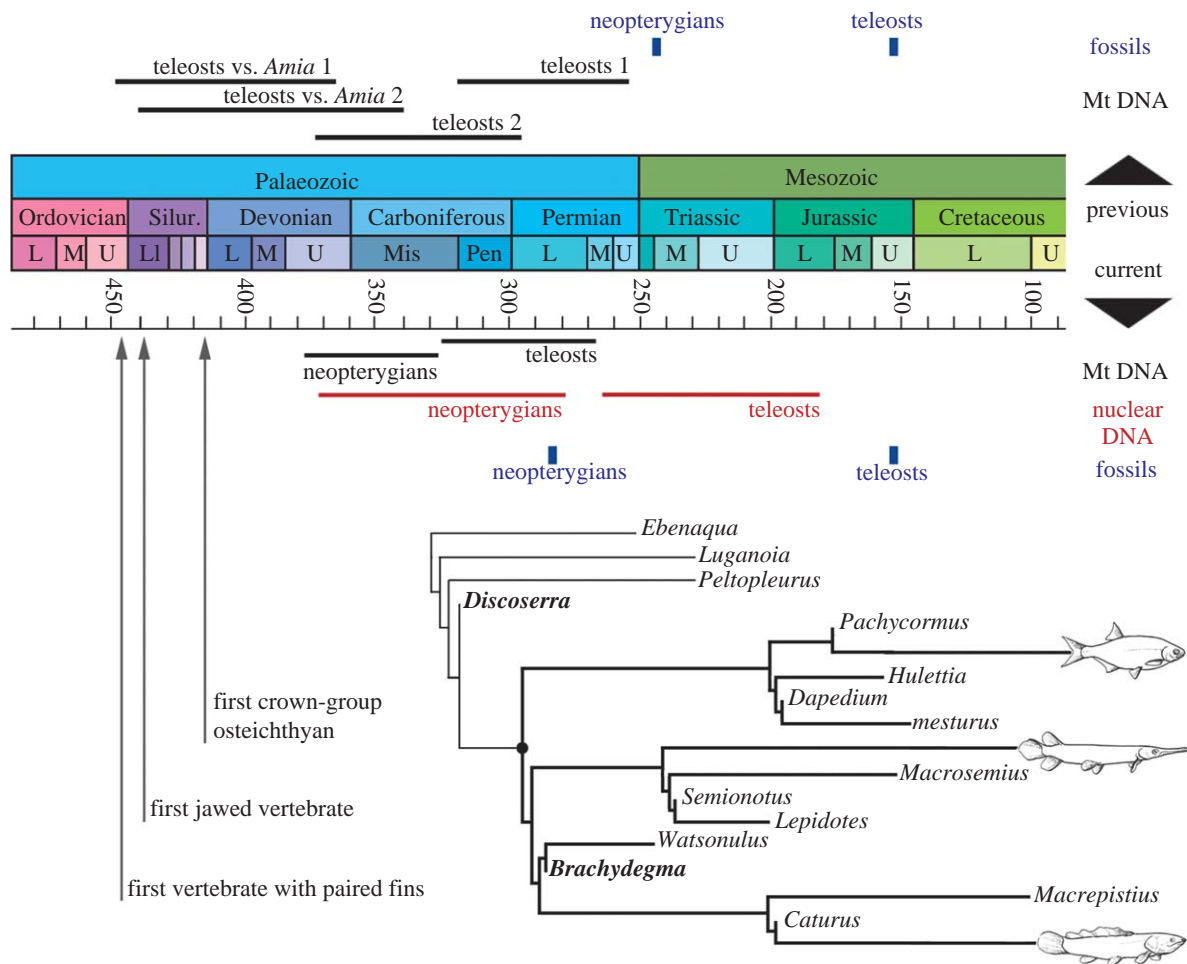 neopterygians
teleosts
fossils
teleosts vs. Amia 1
teleosts 1
teleosts vs. Amia 2
Mt DNA
teleosts 2
Palaeozoic
Mesozoic
Ordovician
Silur.
Devonian
Carboniferous
Permian
Triassic
Jurassic
Cretaceous
previous
L
M
U
Ll
L
M
U
Mis
Pen
L
M
U
M
U
L
M
U
L
U
current
450
400
350
300
250
200
150
100
teleosts
neopterygians
Mt DNA
neopterygians
teleosts
nuclear
DNA
neopterygians
teleosts
fossils
Ebenaqua
Luganoia
Peltopleurus
Discoserra
Pachycormus
Hulettia
Dapedium
mesturus
first crown-group
osteichthyan
Macrosemius
Semionotus
Lepidotes
first jawed vertebrate
Watsonulus
Brachydegma
first vertebrate with paired fins
Macrepistius
Caturus